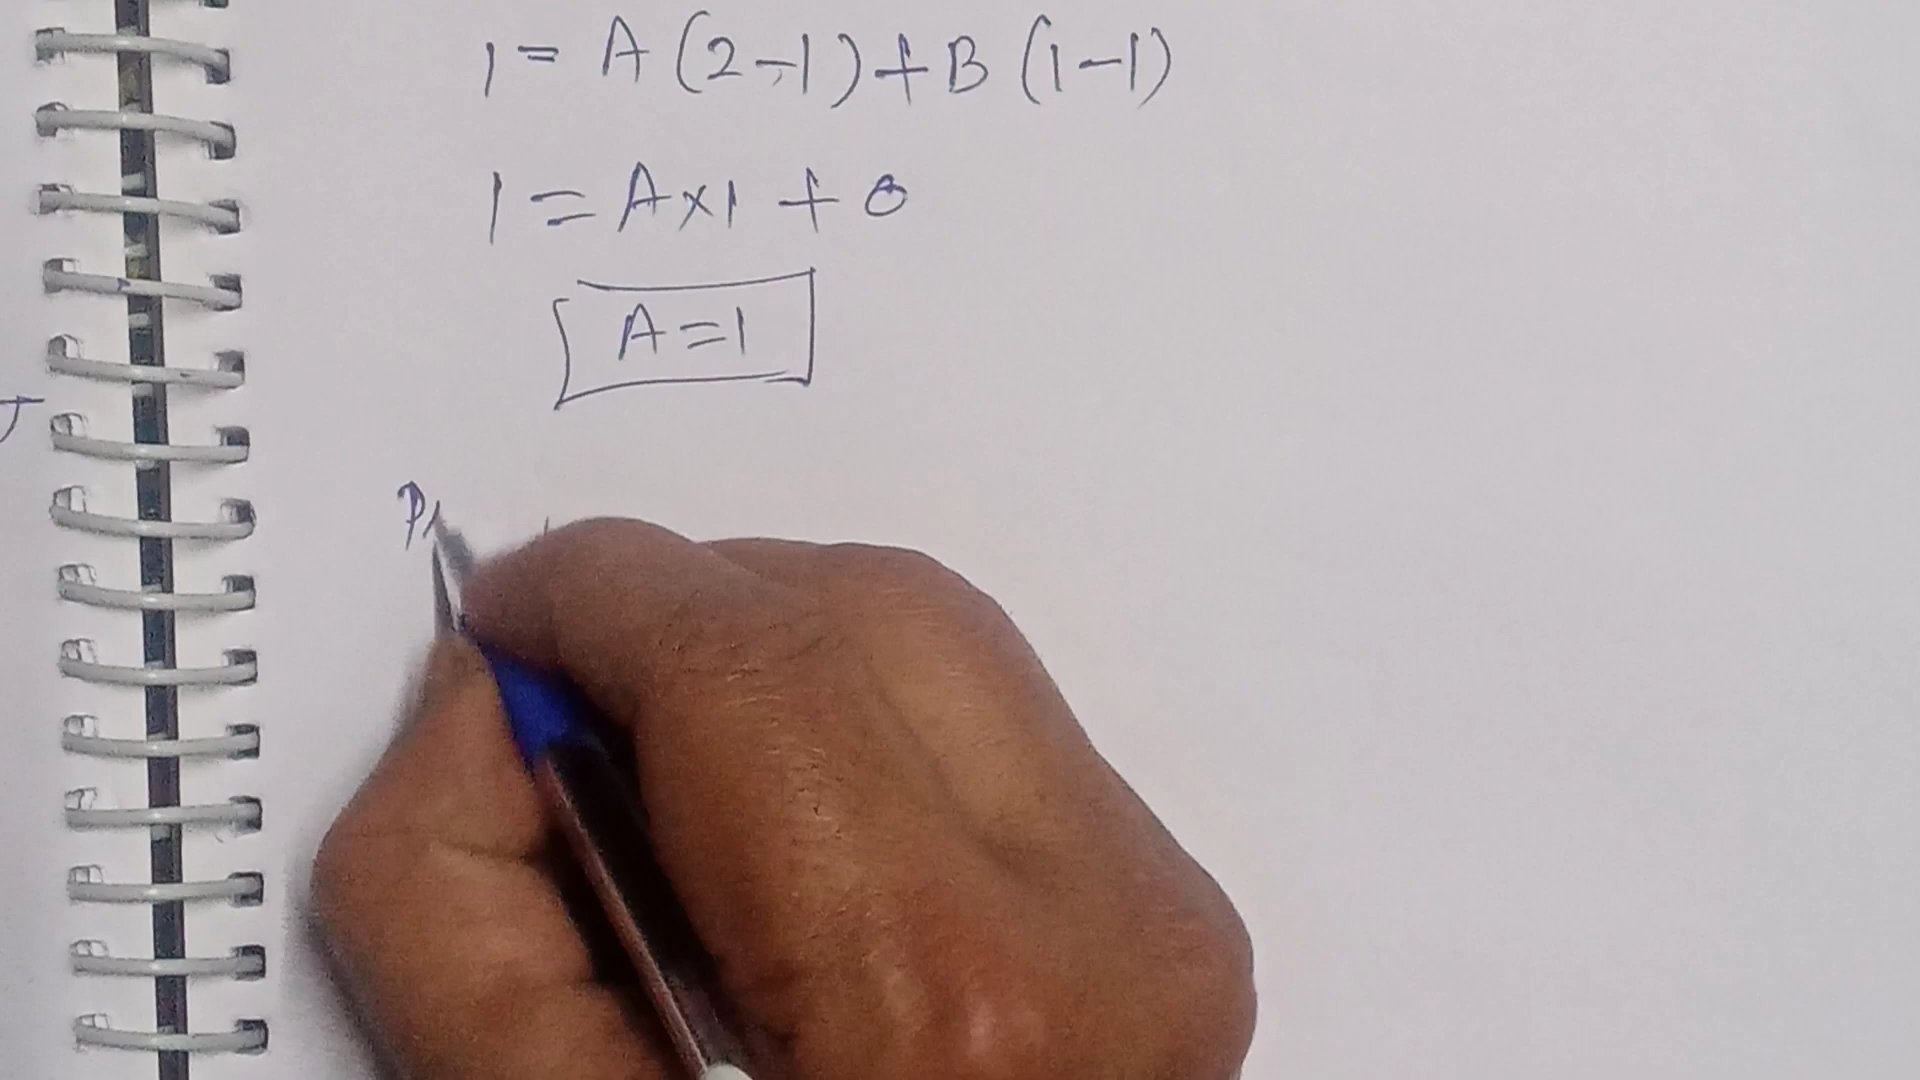 1 = A (2-1) + B (1-1)
1 = A×1 + 0
A = 1